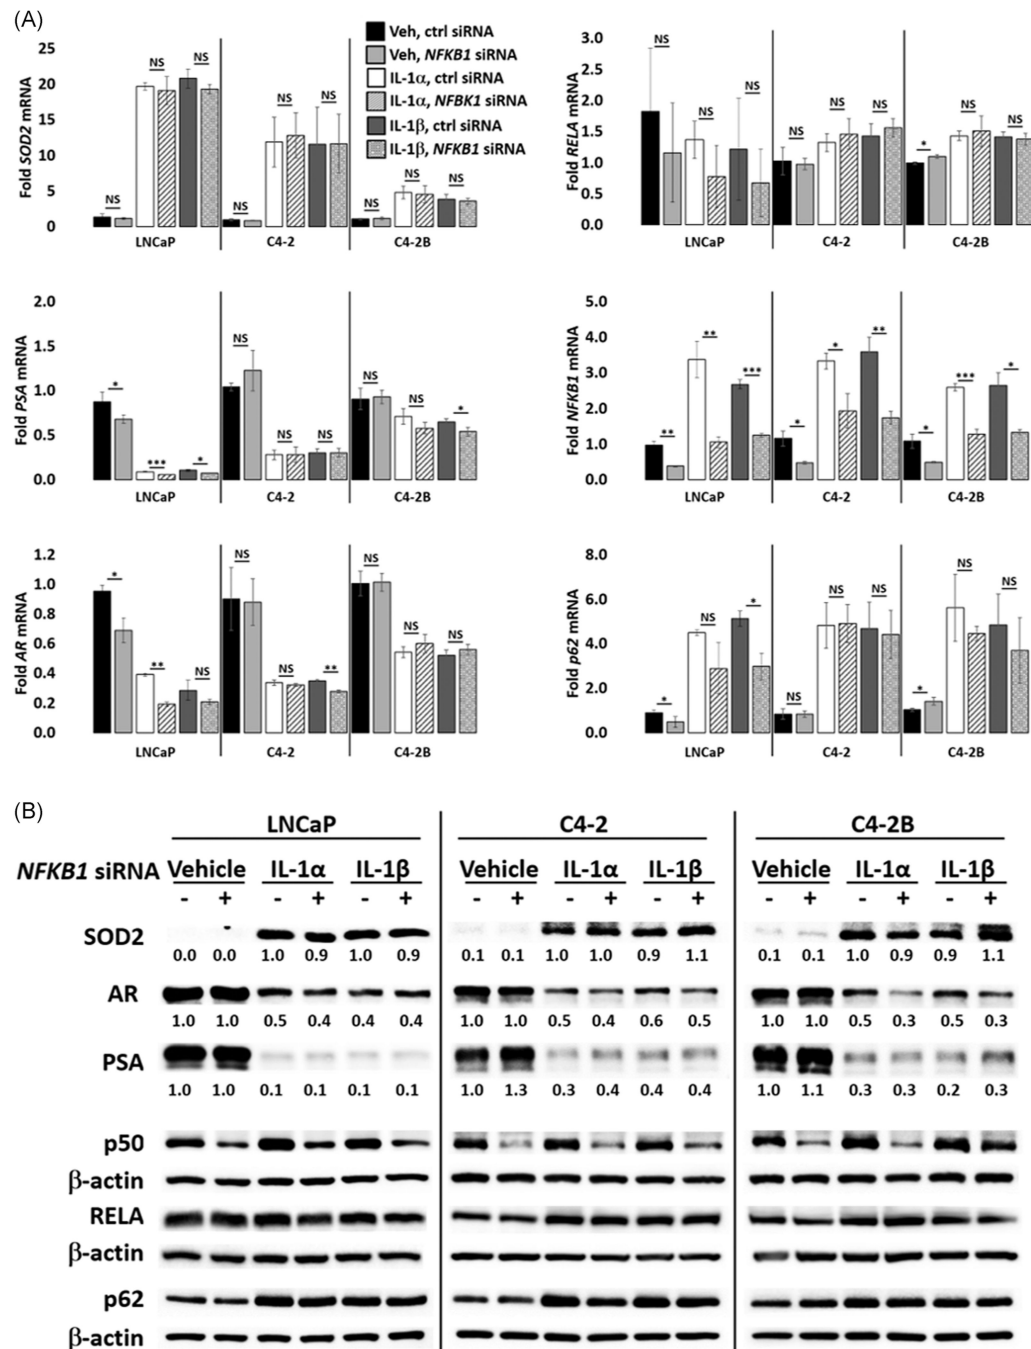 (A)
Veh, ctrl siRNA
Veh, NFKB1 siRNA
IL-1α, ctrl siRNA
IL-1α, NFBK1 siRNA
IL-1β, ctrl siRNA
IL-1β, NFKB1 siRNA
Fold SOD2 mRNA
25
20
15
10
5
0
NS NS NS NS NS NS NS NS NS
LNCaP C4-2 C4-2B
Fold RELA mRNA
3.0
2.5
2.0
1.5
1.0
0.5
0.0
NS NS NS NS NS NS * NS NS
LNCaP C4-2 C4-2B
Fold PSA mRNA
2.0
1.5
1.0
0.5
0.0
* *** * NS NS NS NS NS *
LNCaP C4-2 C4-2B
Fold NFKB1 mRNA
5.0
4.0
3.0
2.0
1.0
0.0
** ** *** * * ** * *** *
LNCaP C4-2 C4-2B
Fold AR mRNA
1.2
1.0
0.8
0.6
0.4
0.2
0.0
* ** NS NS NS ** NS NS NS
LNCaP C4-2 C4-2B
Fold p62 mRNA
8.0
6.0
4.0
2.0
0.0
* NS * NS NS NS * NS NS
LNCaP C4-2 C4-2B
(B)
LNCaP C4-2 C4-2B
NFKB1 siRNA Vehicle IL-1α IL-1β Vehicle IL-1α IL-1β Vehicle IL-1α IL-1β
- + - + - + - + - + - + - + - + - +
SOD2
0.0 0.0 1.0 0.9 1.0 0.9 0.1 0.1 1.0 1.0 0.9 1.1 0.1 0.1 1.0 0.9 0.9 1.1
AR
1.0 1.0 0.5 0.4 0.4 0.4 1.0 1.0 0.5 0.4 0.6 0.5 1.0 1.0 0.5 0.3 0.5 0.3
PSA
1.0 1.0 0.1 0.1 0.1 0.1 1.0 1.3 0.3 0.4 0.4 0.4 1.0 1.1 0.3 0.3 0.2 0.3
p50
β-actin
RELA
β-actin
p62
β-actin